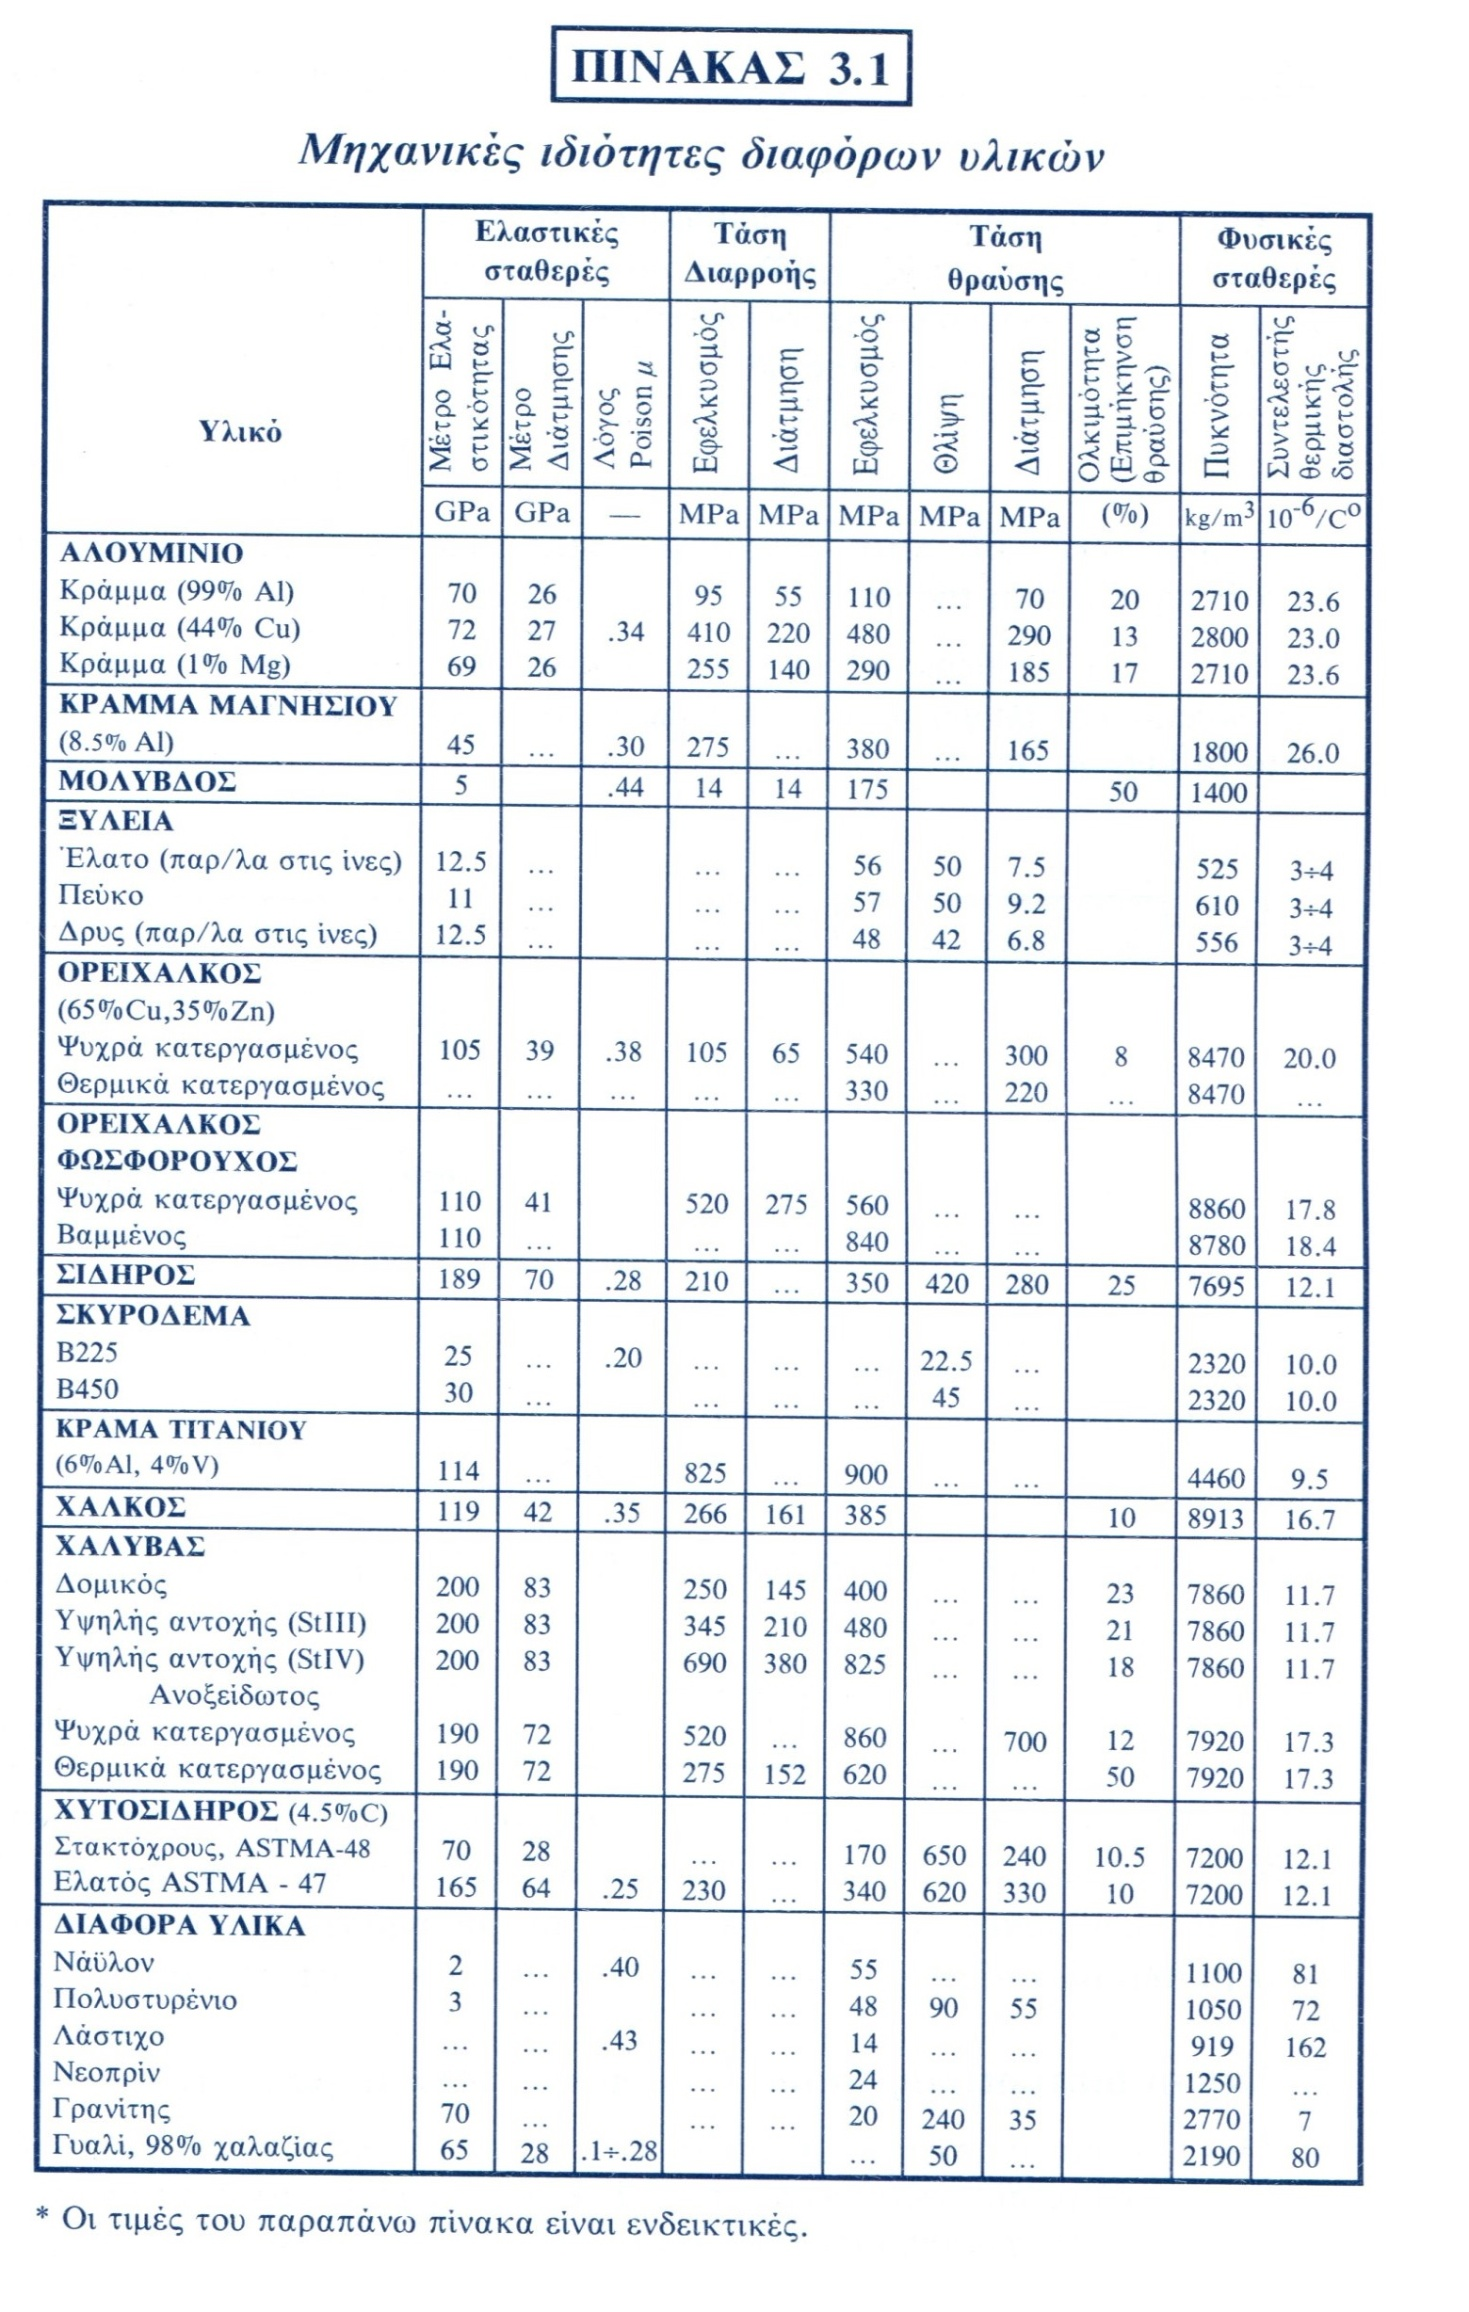 ΠΙΝΑΚΑΣ 3.1
Μηχανικές ιδιότητες διαφόρων υλικών
Υλικό
Ελαστικές σταθερές
Τάση Διαρροής
Τάση θραύσης
Φυσικές σταθερές
Μέτρο Ελαστικότητας
Μέτρο Διάτμησης
Λόγος Poison μ
Εφελκυσμός
Διάτμηση
Εφελκυσμός
Θλίψη
Διάτμηση
Ολκιμότητα (Επιμήκηνση θραύσης)
Πυκνότητα
Συντελεστής θερμικής διαστολής
GPa GPa — MPa MPa MPa MPa MPa (%) kg/m³ 10⁻⁶/Cº
ΑΛΟΥΜΙΝΙΟ
Κράμμα (99% Al) 70 26 95 55 110 ... 70 20 2710 23.6
Κράμμα (44% Cu) 72 27 .34 410 220 480 ... 290 13 2800 23.0
Κράμμα (1% Mg) 69 26 255 140 290 ... 185 17 2710 23.6
ΚΡΑΜΜΑ ΜΑΓΝΗΣΙΟΥ
(8.5% Al) 45 ... .30 275 ... 380 ... 165 1800 26.0
ΜΟΛΥΒΔΟΣ 5 .44 14 14 175 50 1400
ΞΥΛΕΙΑ
Έλατο (παρ/λα στις ίνες) 12.5 ... ... ... 56 50 7.5 525 3÷4
Πεύκο 11 ... ... ... 57 50 9.2 610 3÷4
Δρυς (παρ/λα στις ίνες) 12.5 ... ... ... 48 42 6.8 556 3÷4
ΟΡΕΙΧΑΛΚΟΣ
(65%Cu,35%Zn)
Ψυχρά κατεργασμένος 105 39 .38 105 65 540 ... 300 8 8470 20.0
Θερμικά κατεργασμένος ... ... ... ... ... 330 ... 220 ... 8470 ...
ΟΡΕΙΧΑΛΚΟΣ
ΦΩΣΦΟΡΟΥΧΟΣ
Ψυχρά κατεργασμένος 110 41 520 275 560 ... ... 8860 17.8
Βαμμένος 110 ... ... ... 840 ... ... 8780 18.4
ΣΙΔΗΡΟΣ 189 70 .28 210 ... 350 420 280 25 7695 12.1
ΣΚΥΡΟΔΕΜΑ
B225 25 ... .20 ... ... ... 22.5 ... 2320 10.0
B450 30 ... ... ... ... 45 ... 2320 10.0
ΚΡΑΜΑ ΤΙΤΑΝΙΟΥ
(6%Al, 4%V) 114 ... 825 ... 900 ... ... 4460 9.5
ΧΑΛΚΟΣ 119 42 .35 266 161 385 10 8913 16.7
ΧΑΛΥΒΑΣ
Δομικός 200 83 250 145 400 ... ... 23 7860 11.7
Υψηλής αντοχής (StIII) 200 83 345 210 480 ... ... 21 7860 11.7
Υψηλής αντοχής (StIV) 200 83 690 380 825 ... ... 18 7860 11.7
Ανοξείδωτος
Ψυχρά κατεργασμένος 190 72 520 ... 860 ... 700 12 7920 17.3
Θερμικά κατεργασμένος 190 72 275 152 620 ... ... 50 7920 17.3
ΧΥΤΟΣΙΔΗΡΟΣ (4.5%C)
Στακτόχρους, ASTMA-48 70 28 ... ... 170 650 240 10.5 7200 12.1
Ελατός ASTMA - 47 165 64 .25 230 ... 340 620 330 10 7200 12.1
ΔΙΑΦΟΡΑ ΥΛΙΚΑ
Νάϋλον 2 ... .40 ... ... 55 ... ... 1100 81
Πολυστυρένιο 3 ... ... ... 48 90 55 1050 72
Λάστιχο ... ... .43 ... ... 14 ... ... 919 162
Νεοπρίν ... ... ... ... 24 ... ... 1250 ...
Γρανίτης 70 ... ... ... 20 240 35 2770 7
Γυαλί, 98% χαλαζίας 65 28 .1÷.28 ... 50 ... 2190 80
* Οι τιμές του παραπάνω πίνακα είναι ενδεικτικές.